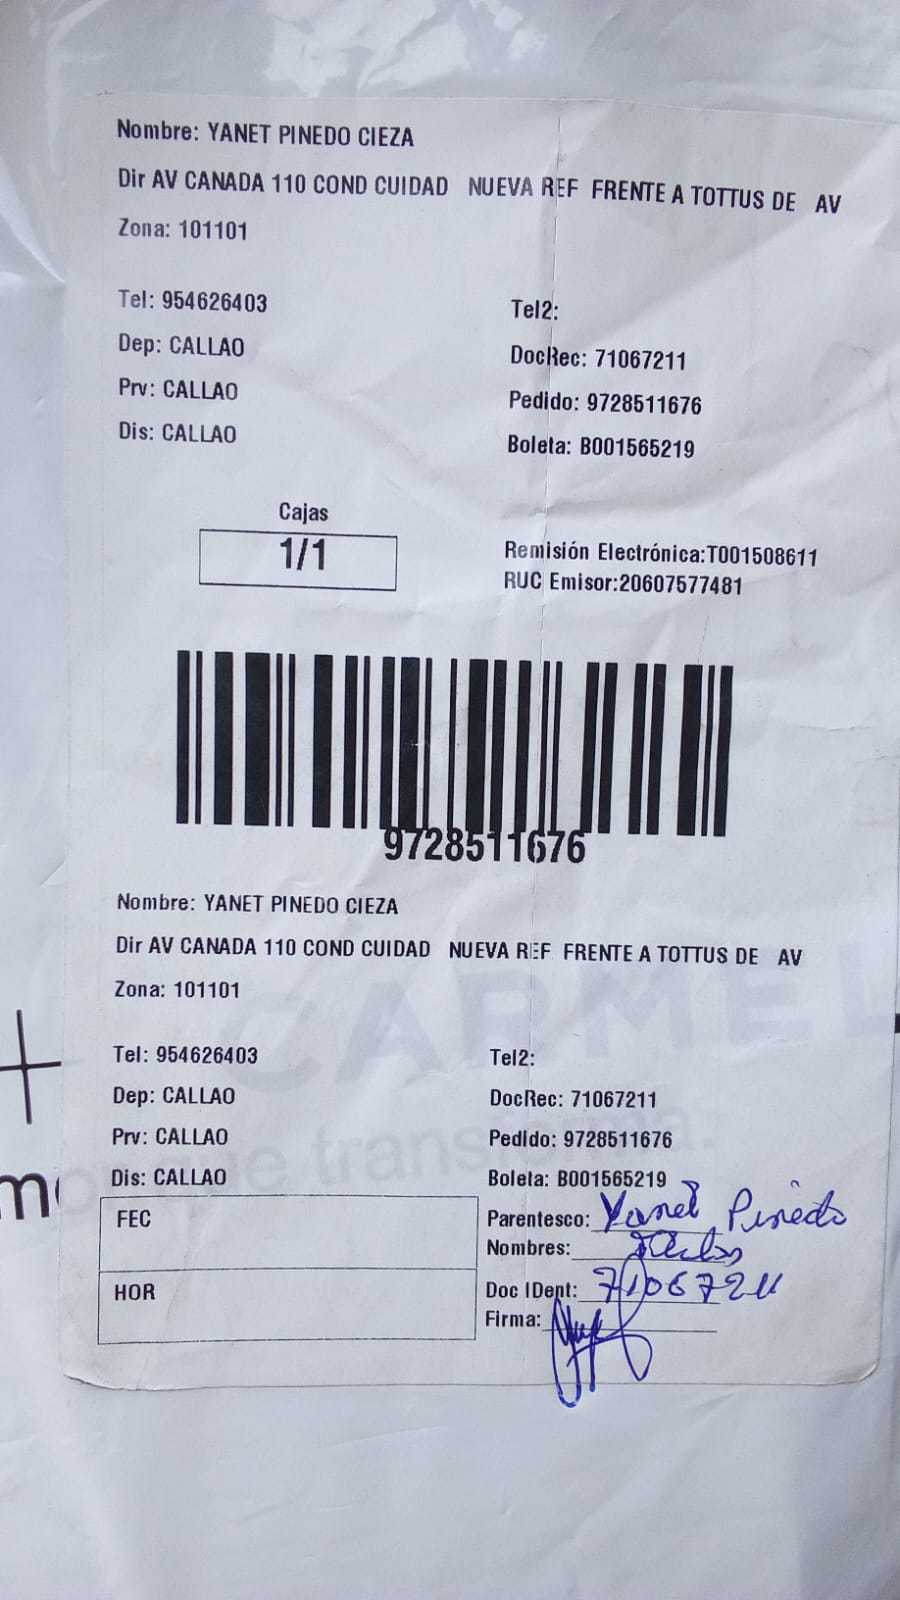 Nombre: YANET PINEDO CIEZA
Dir AV CANADA 110 COND CUIDAD NUEVA REF FRENTE A TOTTUS DE AV
Zona: 101101
Tel: 954626403 Tel2:
Dep: CALLAO DocRec: 71067211
Prv: CALLAO Pedido: 9728511676
Dis: CALLAO Boleta: B001565219
Cajas
1/1
Remisión Electrónica:T001508611
RUC Emisor:20607577481
9728511676
Nombre: YANET PINEDO CIEZA
Dir AV CANADA 110 COND CUIDAD NUEVA REF FRENTE A TOTTUS DE AV
Zona: 101101
CARMEL
Tel: 954626403 Tel2:
Dep: CALLAO DocRec: 71067211
Prv: CALLAO Pedido: 9728511676
que transforma.
Dis: CALLAO Boleta: B001565219
FEC
Parentesco: Yanet Pinedo
Nombres:
HOR
Doc IDent: 71067211
Firma: